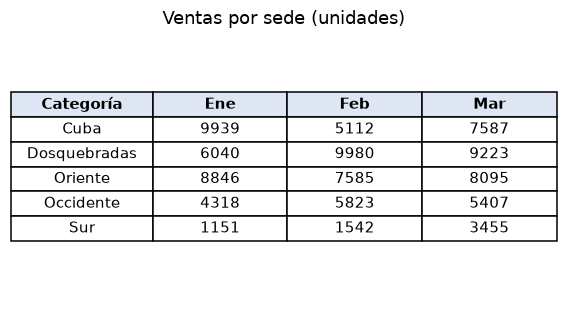 Ventas por sede (unidades)
Categoría Ene Feb Mar
Cuba 9939 5112 7587
Dosquebradas 6040 9980 9223
Oriente 8846 7585 8095
Occidente 4318 5823 5407
Sur 1151 1542 3455